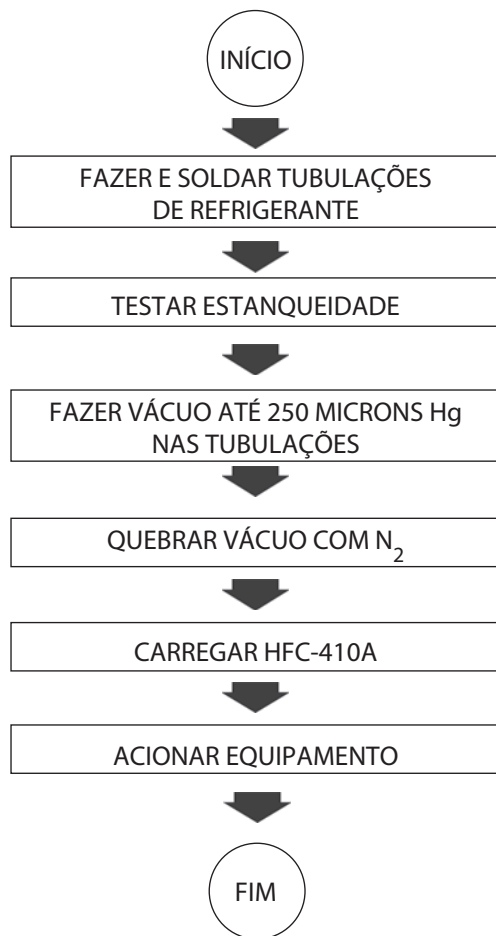 INÍCIO
FAZER E SOLDAR TUBULAÇÕES
DE REFRIGERANTE
TESTAR ESTANQUEIDADE
FAZER VÁCUO ATÉ 250 MICRONS Hg
NAS TUBULAÇÕES
QUEBRAR VÁCUO COM N₂
CARREGAR HFC-410A
ACIONAR EQUIPAMENTO
FIM